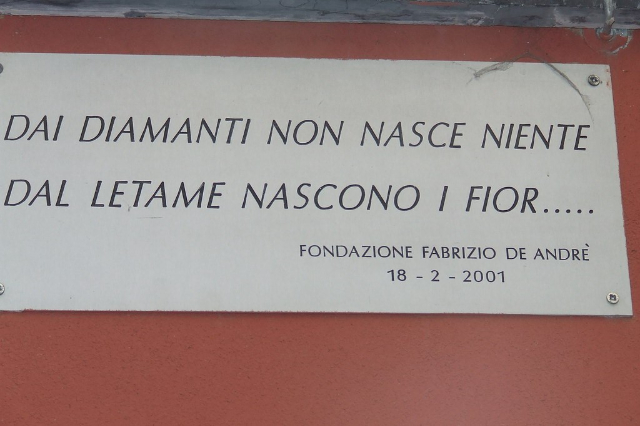 DAI DIAMANTI NON NASCE NIENTE
DAL LETAME NASCONO I FIOR.....
FONDAZIONE FABRIZIO DE ANDRÈ
18 - 2 - 2001